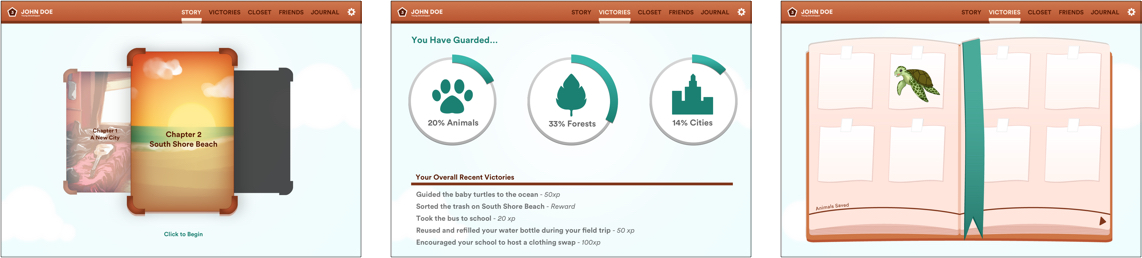 JOHN DOE
STORY VICTORIES CLOSET FRIENDS JOURNAL
Chapter 1
A New City
Chapter 2
South Shore Beach
Click to Begin
JOHN DOE
STORY VICTORIES CLOSET FRIENDS JOURNAL
You Have Guarded...
20% Animals
33% Forests
14% Cities
Your Overall Recent Victories
Guided the baby turtles to the ocean - 50xp
Sorted the trash on South Shore Beach - Reward
Took the bus to school - 20 xp
Reused and refilled your water bottle during your field trip - 50 xp
Encouraged your school to host a clothing swap - 100xp
JOHN DOE
STORY VICTORIES CLOSET FRIENDS JOURNAL
Animals Saved